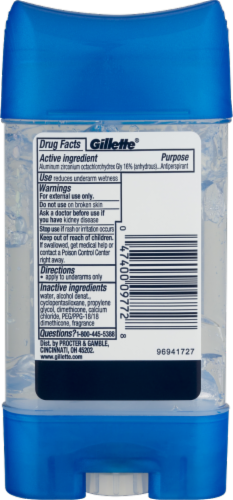 Drug Facts Gillette®
Active ingredient Purpose
Aluminum zirconium octachlorohydrex Gly 16% (anhydrous)...Antiperspirant
Use reduces underarm wetness
Warnings
For external use only.
Do not use on broken skin
Ask a doctor before use if
you have kidney disease
Stop use if rash or irritation occurs
Keep out of reach of children.
If swallowed, get medical help or
contact a Poison Control Center
right away.
Directions
• apply to underarms only
Inactive ingredients
water, alcohol denat.,
cyclopentasiloxane, propylene
glycol, dimethicone, calcium
chloride, PEG/PPG-18/18
dimethicone, fragrance
Questions? 1-800-445-5388
Dist. by PROCTER & GAMBLE,
CINCINNATI, OH 45202.
www.gillette.com
0 47400 09772 8
96941727